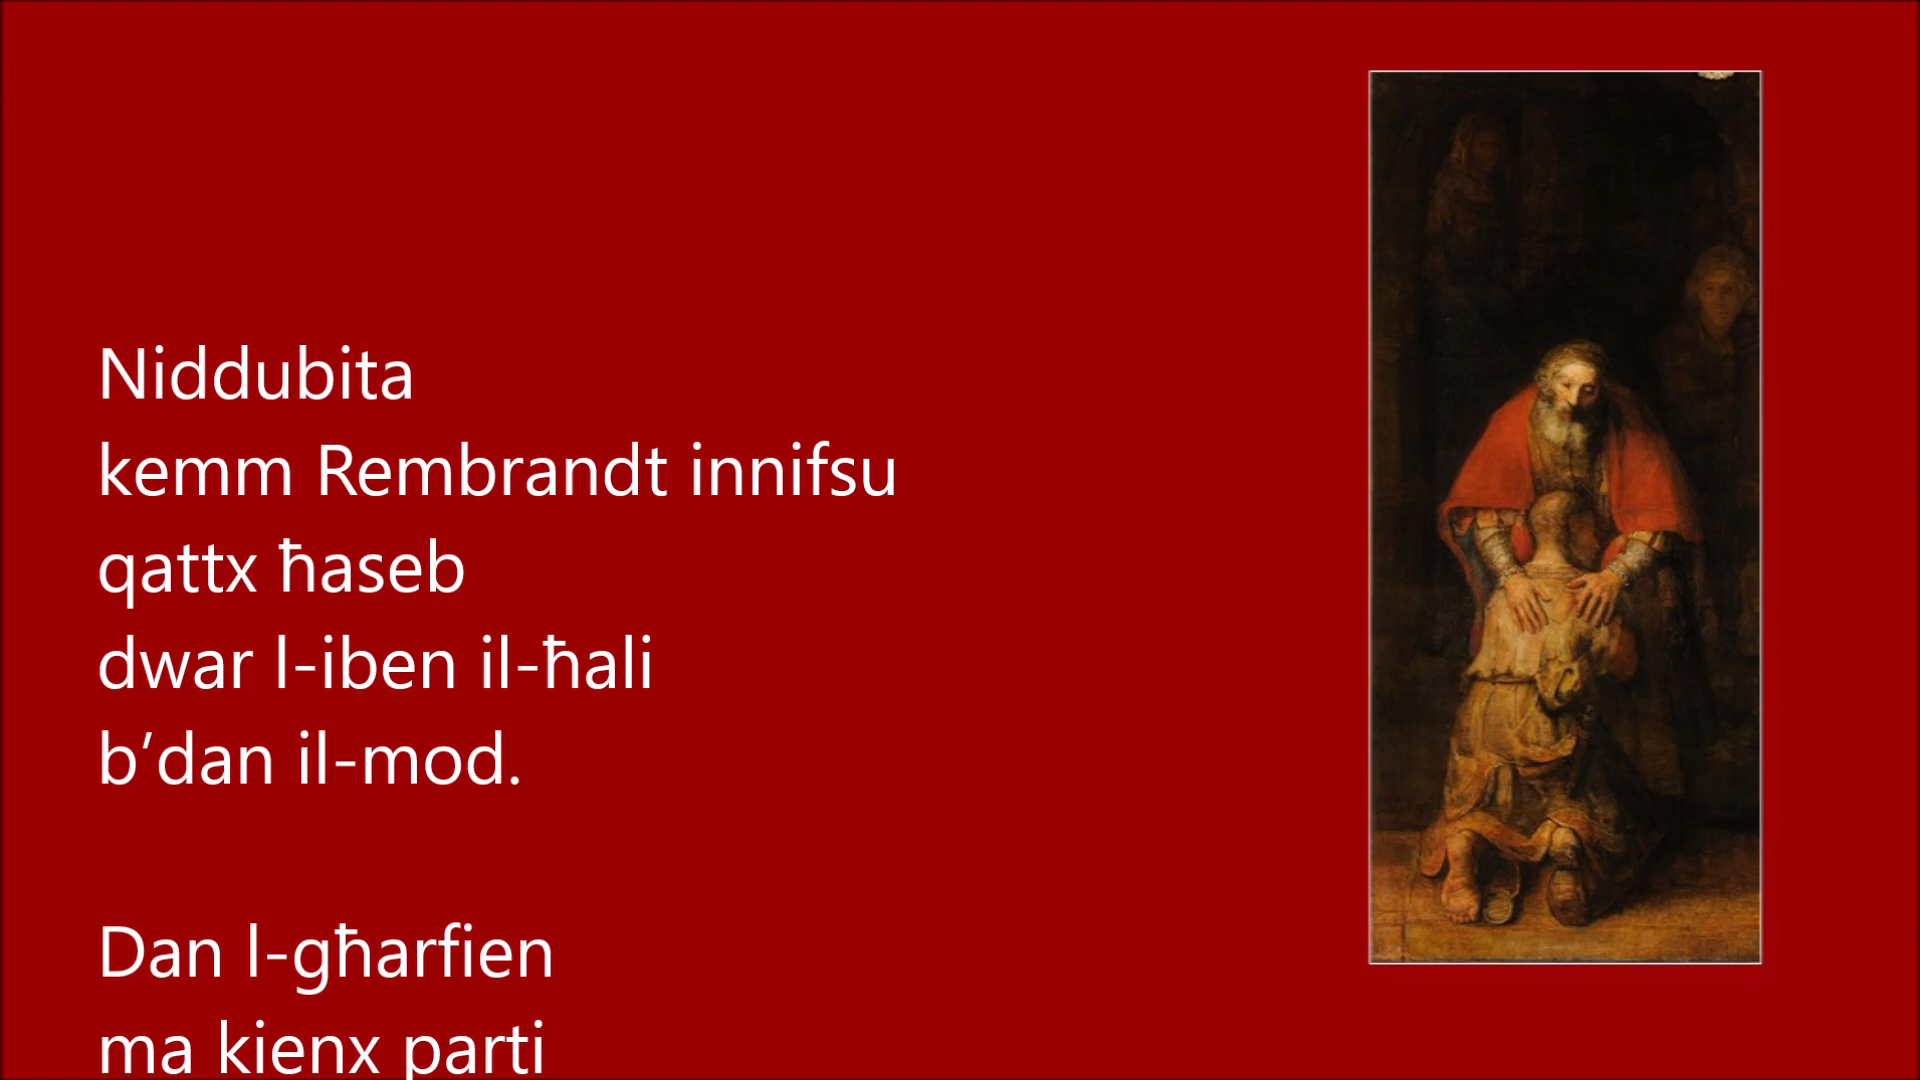 Niddubita
kemm Rembrandt innifsu
qattx ħaseb
dwar l-iben il-ħali
b’dan il-mod.
Dan l-għarfien
ma kienx parti